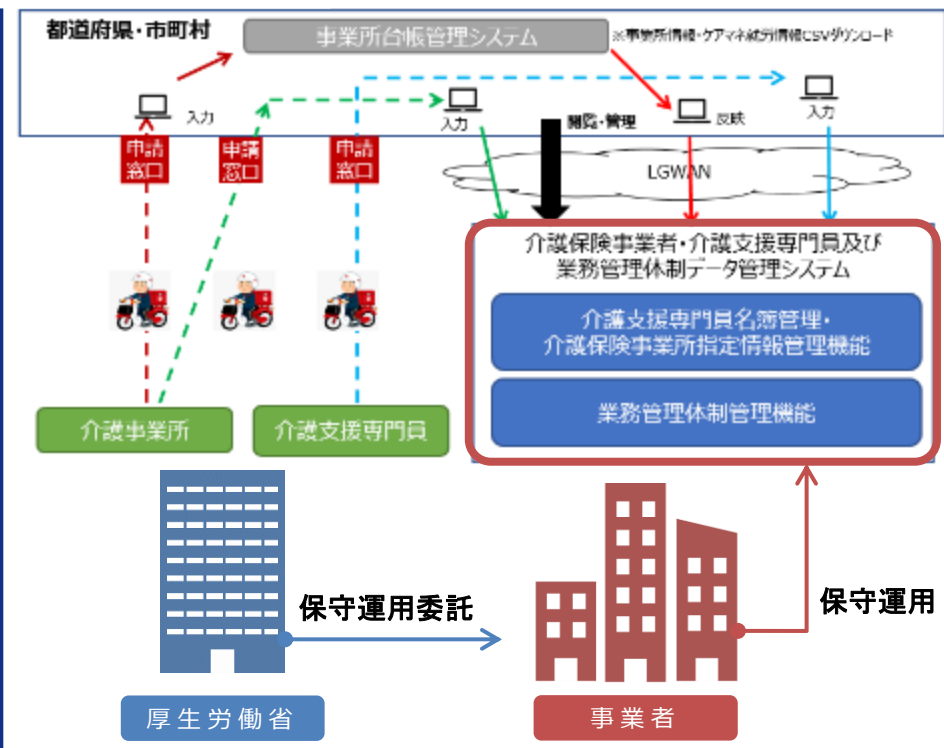 都道府県・市町村
事業所台帳管理システム
※事業所情報・ケアマネ就労情報CSVダウンロード
入力
入力
閲覧・管理
反映
入力
申請
窓口
申請
窓口
申請
窓口
LGWAN
介護保険事業者・介護支援専門員及び
業務管理体制データ管理システム
介護支援専門員名簿管理・
介護保険事業所指定情報管理機能
業務管理体制管理機能
介護事業所
介護支援専門員
保守運用委託
保守運用
厚生労働省
事業者